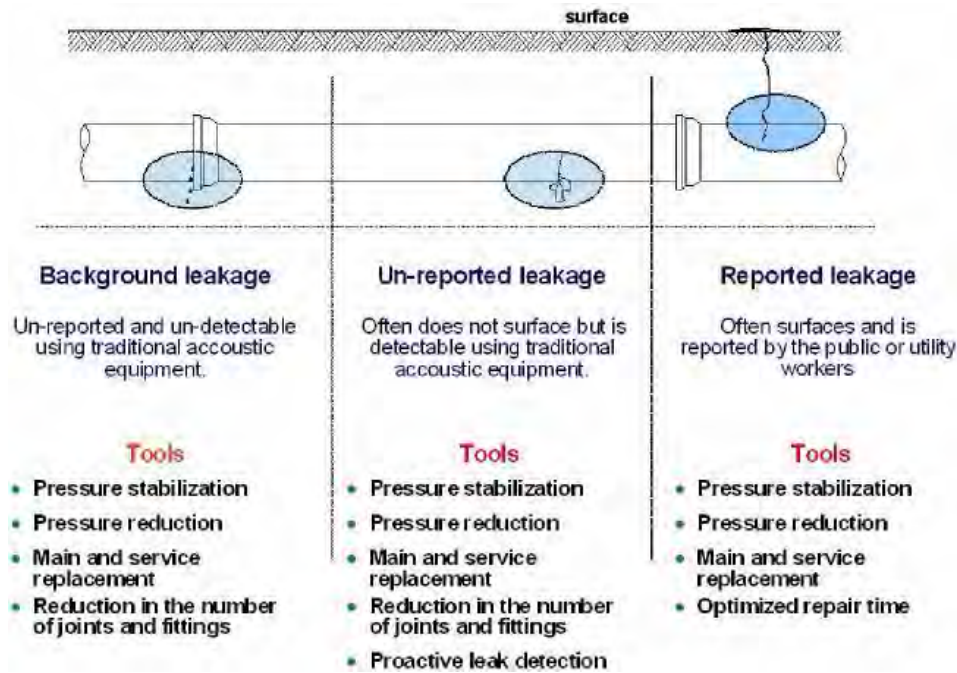 surface
Background leakage
Un-reported and un-detectable
using traditional accoustic
equipment.
Tools
• Pressure stabilization
• Pressure reduction
• Main and service
replacement
• Reduction in the number
of joints and fittings
Un-reported leakage
Often does not surface but is
detectable using traditional
accoustic equipment.
Tools
• Pressure stabilization
• Pressure reduction
• Main and service
replacement
• Reduction in the number
of joints and fittings
• Proactive leak detection
Reported leakage
Often surfaces and is
reported by the public or utility
workers
Tools
• Pressure stabilization
• Pressure reduction
• Main and service
replacement
• Optimized repair time